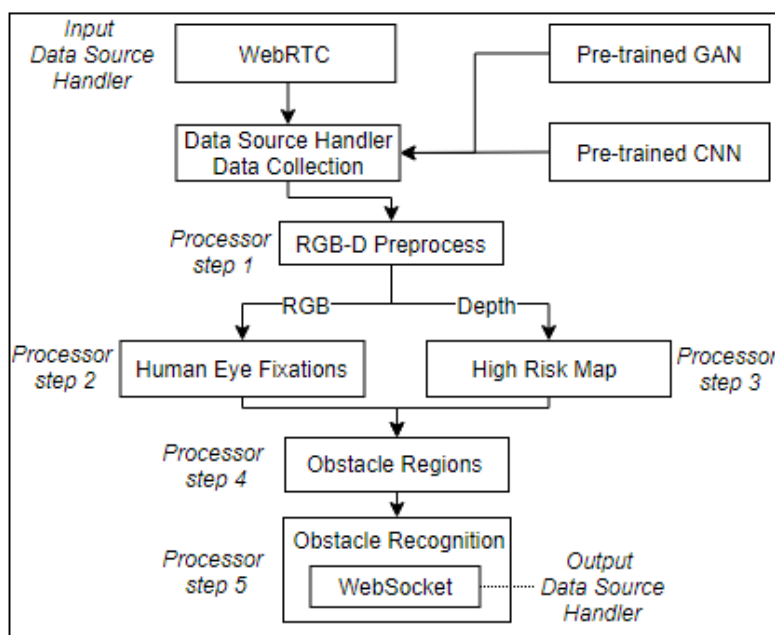 Input
Data Source
Handler
WebRTC
Pre-trained GAN
Data Source Handler
Data Collection
Pre-trained CNN
Processor
step 1
RGB-D Preprocess
RGB
Depth
Processor
step 2
Human Eye Fixations
High Risk Map
Processor
step 3
Processor
step 4
Obstacle Regions
Processor
step 5
Obstacle Recognition
WebSocket
Output
Data Source
Handler